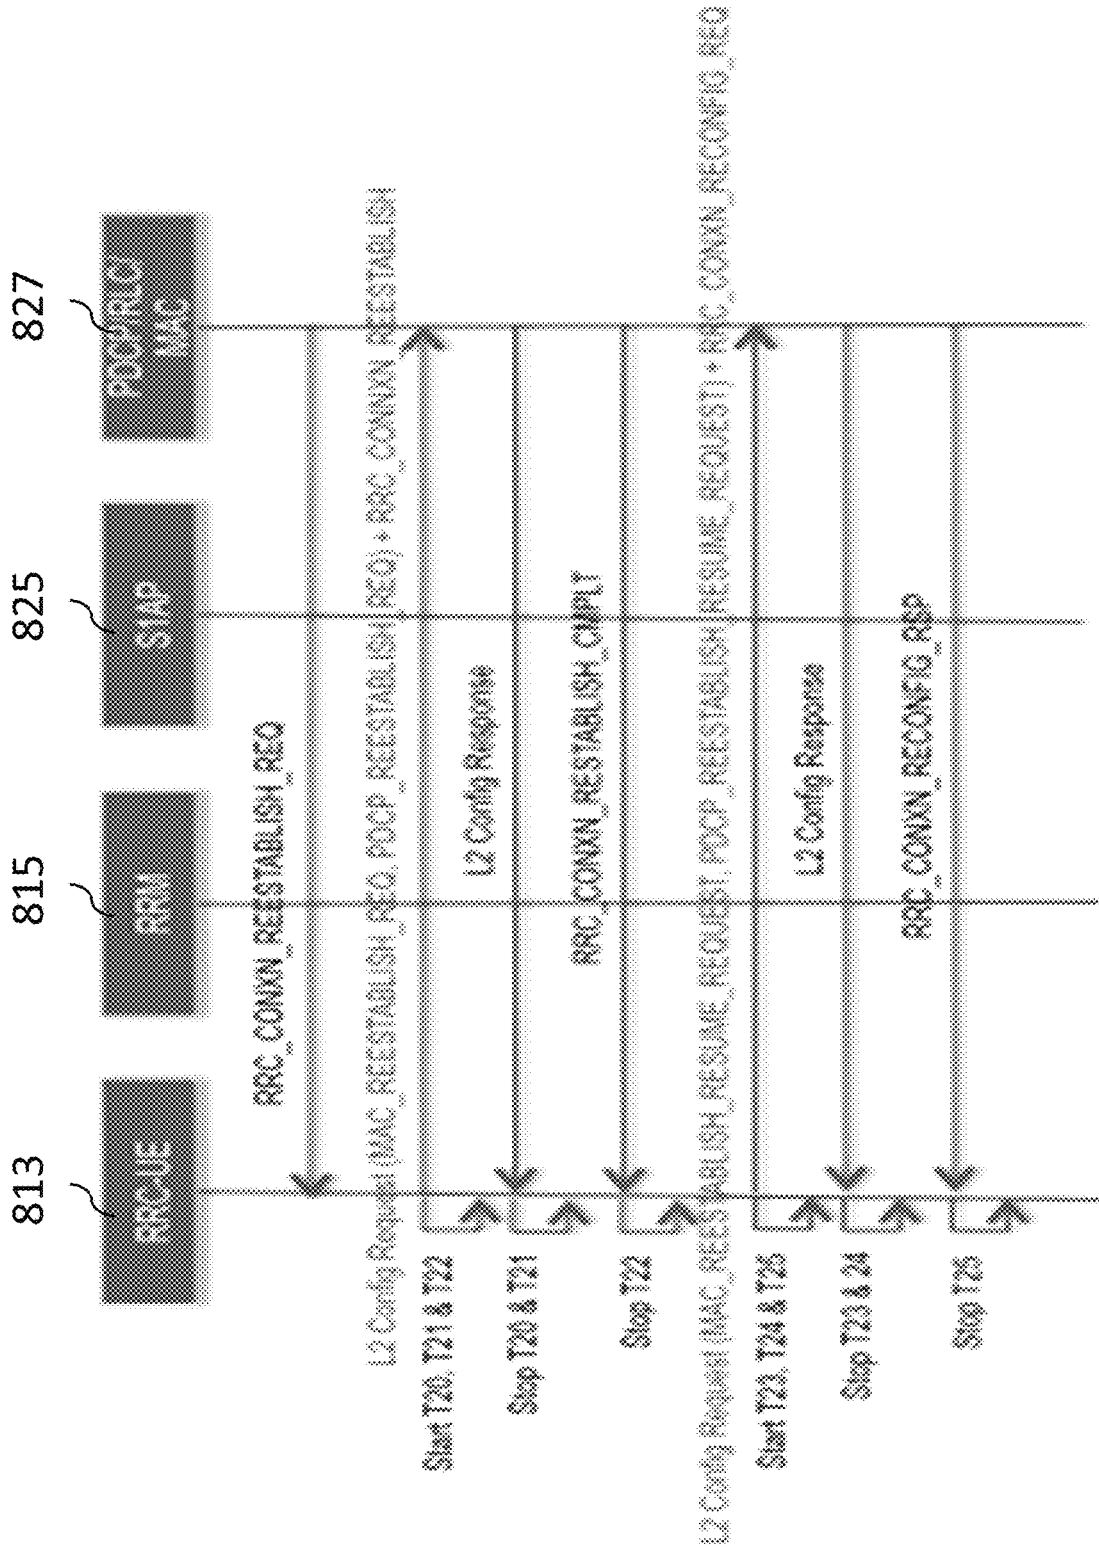 813
815
825
827
RRC-UE
RRM
S1AP
PDCP/RLC/
MAC
RRC_CONXN_REESTABLISH_REQ
L2 Config Request (MAC_REESTABLISH_REQ, PDCP_REESTABLISH_REQ) + RRC_CONNXN_REESTABLISH
Start T20, T21 & T22
L2 Config Response
Stop T20 & T21
RRC_CONXN_RESTABLISH_CMPLT
Stop T22
L2 Config Request (MAC_REESTABLISH_RESUME_REQUEST, PDCP_REESTABLISH_RESUME_REQUEST) + RRC_CONXN_RECONFIG_REQ
Start T23, T24 & T25
L2 Config Response
Stop T23 & 24
RRC_CONXN_RECONFIG_RSP
Stop T25